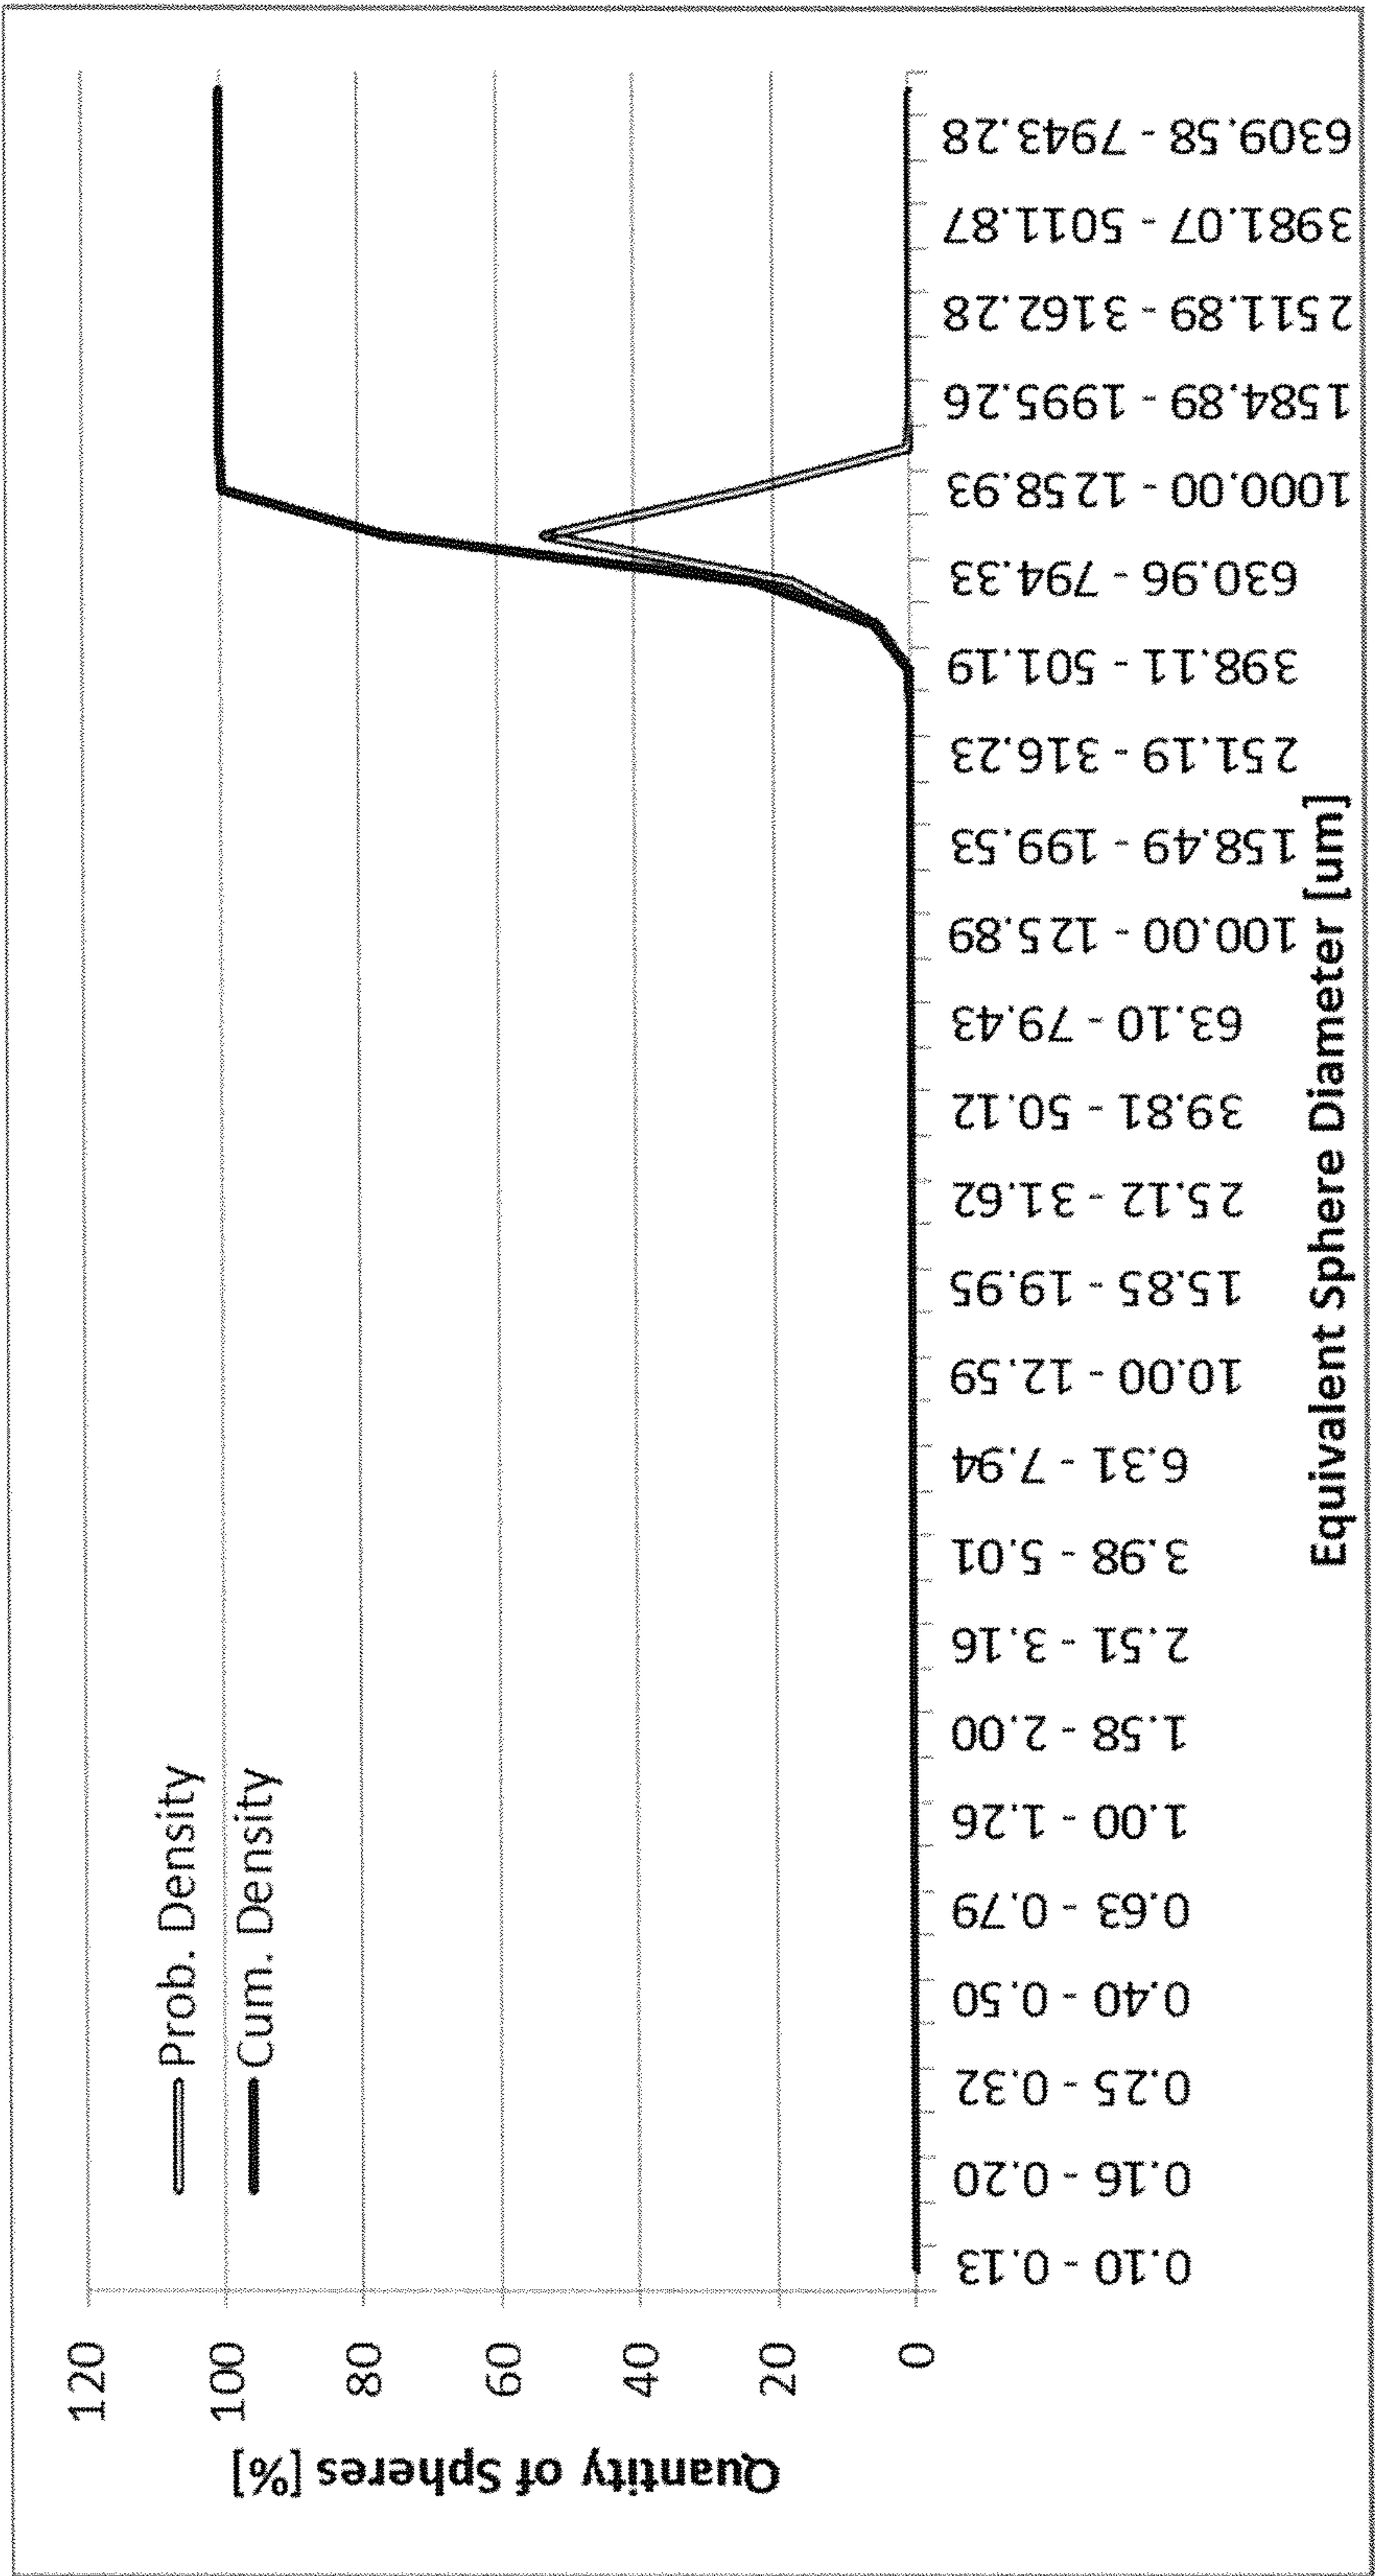 Quantity of Spheres [%]
120
100
80
60
40
20
0
Prob. Density
Cum. Density
0.10 - 0.13
0.16 - 0.20
0.25 - 0.32
0.40 - 0.50
0.63 - 0.79
1.00 - 1.26
1.58 - 2.00
2.51 - 3.16
3.98 - 5.01
6.31 - 7.94
10.00 - 12.59
15.85 - 19.95
25.12 - 31.62
39.81 - 50.12
63.10 - 79.43
100.00 - 125.89
158.49 - 199.53
251.19 - 316.23
398.11 - 501.19
630.96 - 794.33
1000.00 - 1258.93
1584.89 - 1995.26
2511.89 - 3162.28
3981.07 - 5011.87
6309.58 - 7943.28
Equivalent Sphere Diameter [um]